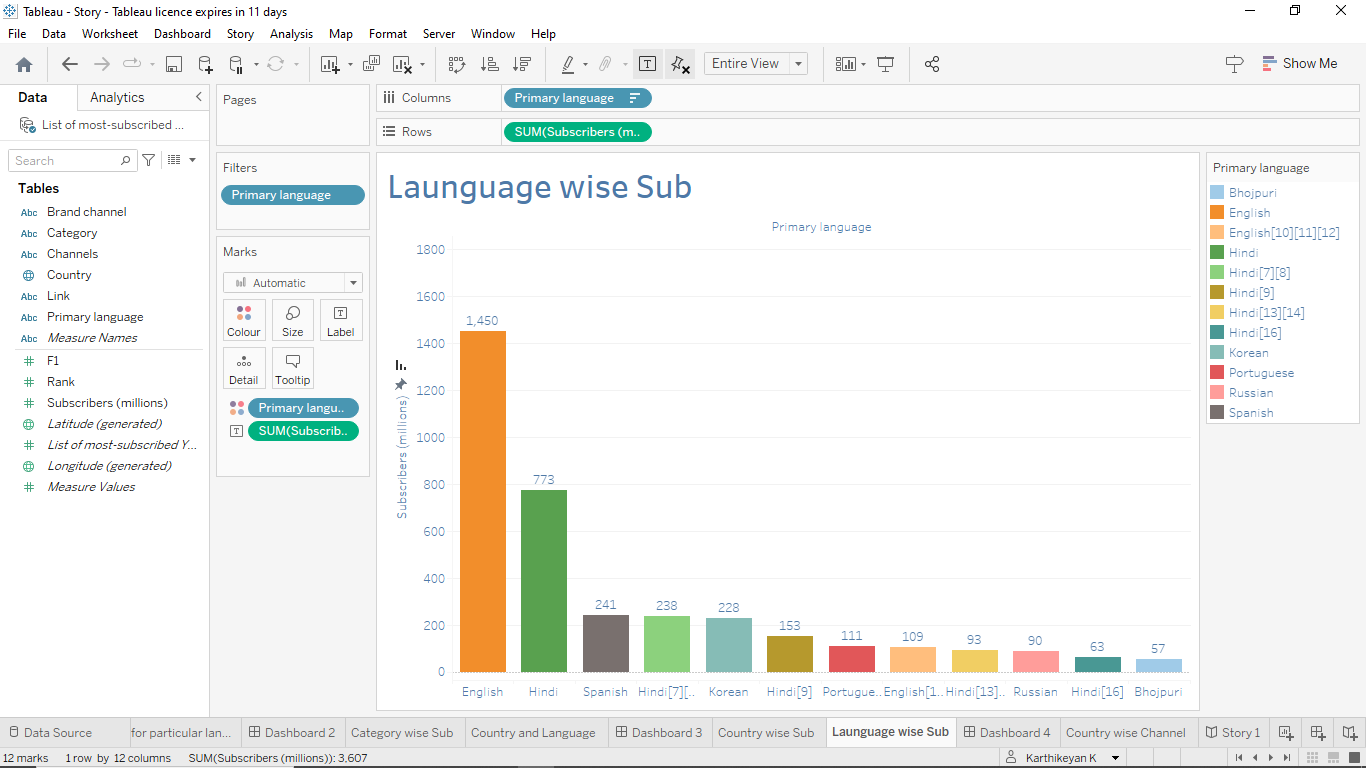 Tableau - Story - Tableau licence expires in 11 days
File Data Worksheet Dashboard Story Analysis Map Format Server Window Help
Entire View
Show Me
Data Analytics
List of most-subscribed ...
Search
Tables
Abc Brand channel
Abc Category
Abc Channels
Country
Abc Link
Abc Primary language
Abc Measure Names
# F1
# Rank
# Subscribers (millions)
Latitude (generated)
# List of most-subscribed Y...
Longitude (generated)
# Measure Values
Pages
Filters
Primary language
Marks
Automatic
Colour Size Label
Detail Tooltip
Primary langu..
SUM(Subscrib..
Columns Primary language
Rows SUM(Subscribers (m..
Launguage wise Sub
Primary language
Subscribers (millions)
1800
1600
1400
1200
1000
800
600
400
200
0
1,450 773 241 238 228 153 111 109 93 90 63 57
English Hindi Spanish Hindi[7][.. Korean Hindi[9] Portugue.. English[1.. Hindi[13].. Russian Hindi[16] Bhojpuri
Primary language
Bhojpuri
English
English[10][11][12]
Hindi
Hindi[7][8]
Hindi[9]
Hindi[13][14]
Hindi[16]
Korean
Portuguese
Russian
Spanish
Data Source for particular lan... Dashboard 2 Category wise Sub Country and Language Dashboard 3 Country wise Sub Launguage wise Sub Dashboard 4 Country wise Channel Story 1
12 marks 1 row by 12 columns SUM(Subscribers (millions)): 3,607 Karthikeyan K